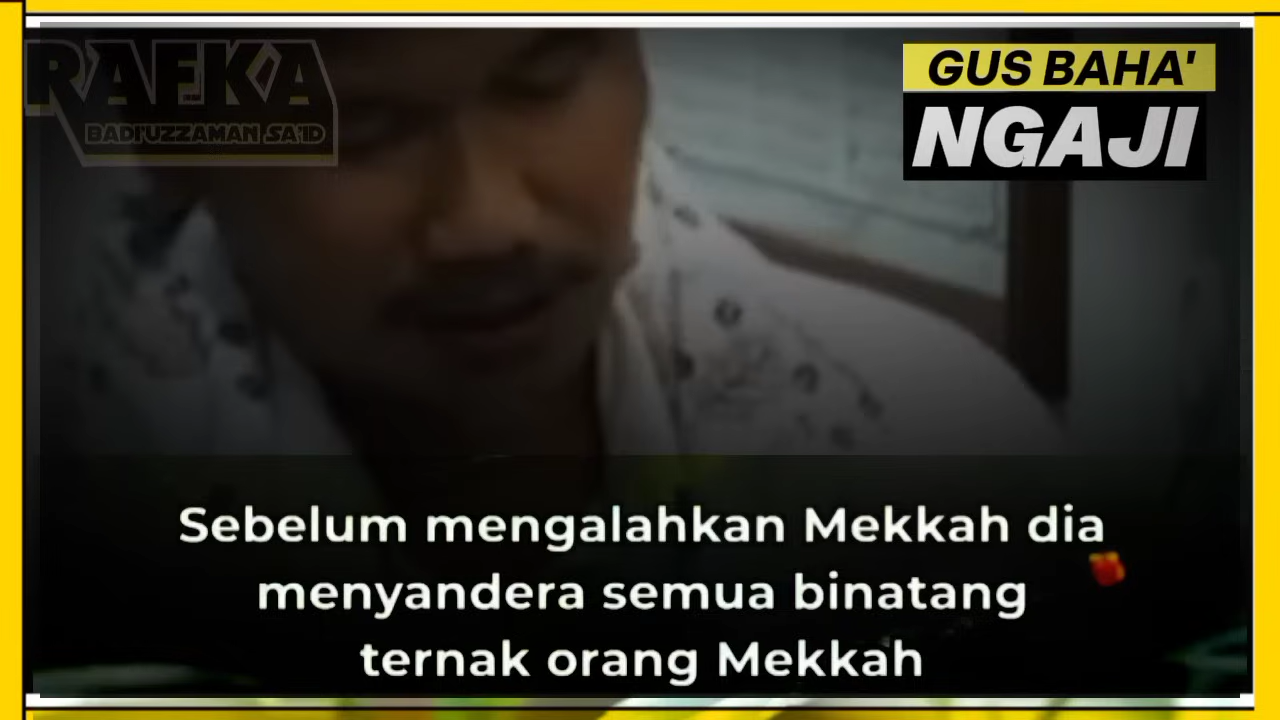 RAFKA
BADI'UZZAMAN SA'ID
GUS BAHA'
NGAJI
Sebelum mengalahkan Mekkah dia
menyandera semua binatang
ternak orang Mekkah